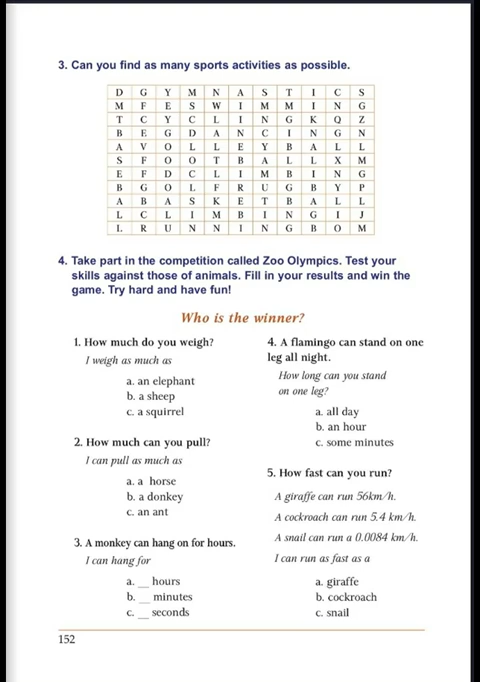 3. Can you find as many sports activities as possible.
D G Y M N A S T I C S
M F E S W I M M I N G
T C Y C L I N G K Q Z
B E G D A N C I N G N
A V O L L E Y B A L L
S F O O T B A L L X M
E F D C L I M B I N G
B G O L F R U G B Y P
A B A S K E T B A L L
L C L I M B I N G I J
L R U N N I N G B O M
4. Take part in the competition called Zoo Olympics. Test your
skills against those of animals. Fill in your results and win the
game. Try hard and have fun!
Who is the winner?
1. How much do you weigh?
I weigh as much as
a. an elephant
b. a sheep
c. a squirrel
2. How much can you pull?
I can pull as much as
a. a horse
b. a donkey
c. an ant
3. A monkey can hang on for hours.
I can hang for
a. __ hours
b. __ minutes
c. __ seconds
4. A flamingo can stand on one
leg all night.
How long can you stand
on one leg?
a. all day
b. an hour
c. some minutes
5. How fast can you run?
A giraffe can run 56km/h.
A cockroach can run 5.4 km/h.
A snail can run a 0.0084 km/h.
I can run as fast as a
a. giraffe
b. cockroach
c. snail
152